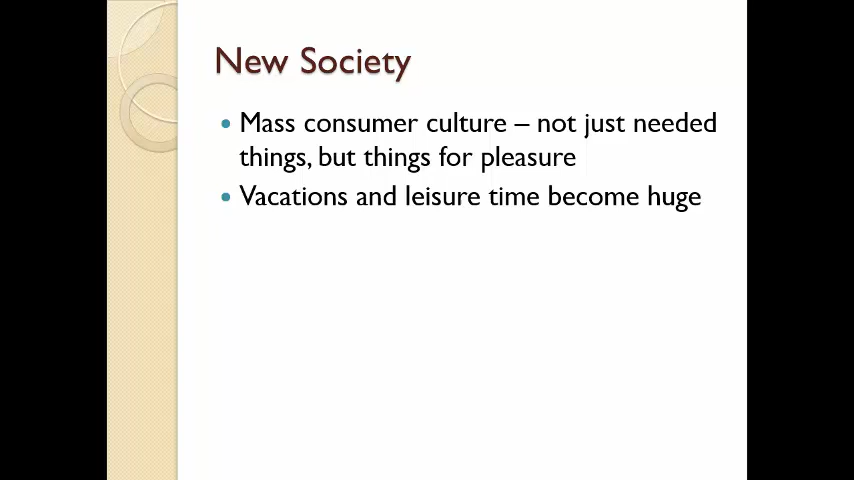 New Society
• Mass consumer culture – not just needed
things, but things for pleasure
• Vacations and leisure time become huge